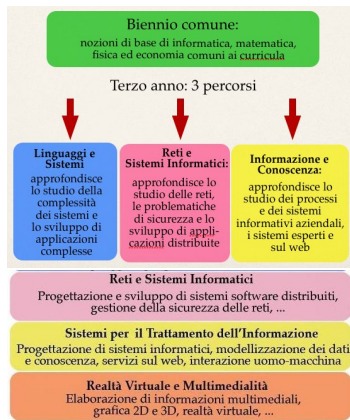 Biennio comune:
nozioni di base di informatica, matematica,
fisica ed economia comuni ai curricula
Terzo anno: 3 percorsi
Linguaggi e
Sistemi
approfondisce
lo studio della
complessità
dei sistemi e
lo sviluppo di
applicazioni
complesse
Reti e
Sistemi Informatici:
approfondisce lo
studio delle reti,
le problematiche
di sicurezza e lo
sviluppo di appli-
cazioni distribuite
Informazione e
Conoscenza:
approfondisce lo
studio dei processi
e dei sistemi
informativi aziendali,
i sistemi esperti e
sul web
Reti e Sistemi Informatici
Progettazione e sviluppo di sistemi software distribuiti,
gestione della sicurezza delle reti, ...
Sistemi per il Trattamento dell'Informazione
Progettazione di sistemi informatici, modellizzazione dei dati
e conoscenza, servizi sul web, interazione uomo-macchina
Realtà Virtuale e Multimedialità
Elaborazione di informazioni multimediali,
grafica 2D e 3D, realtà virtuale, ...